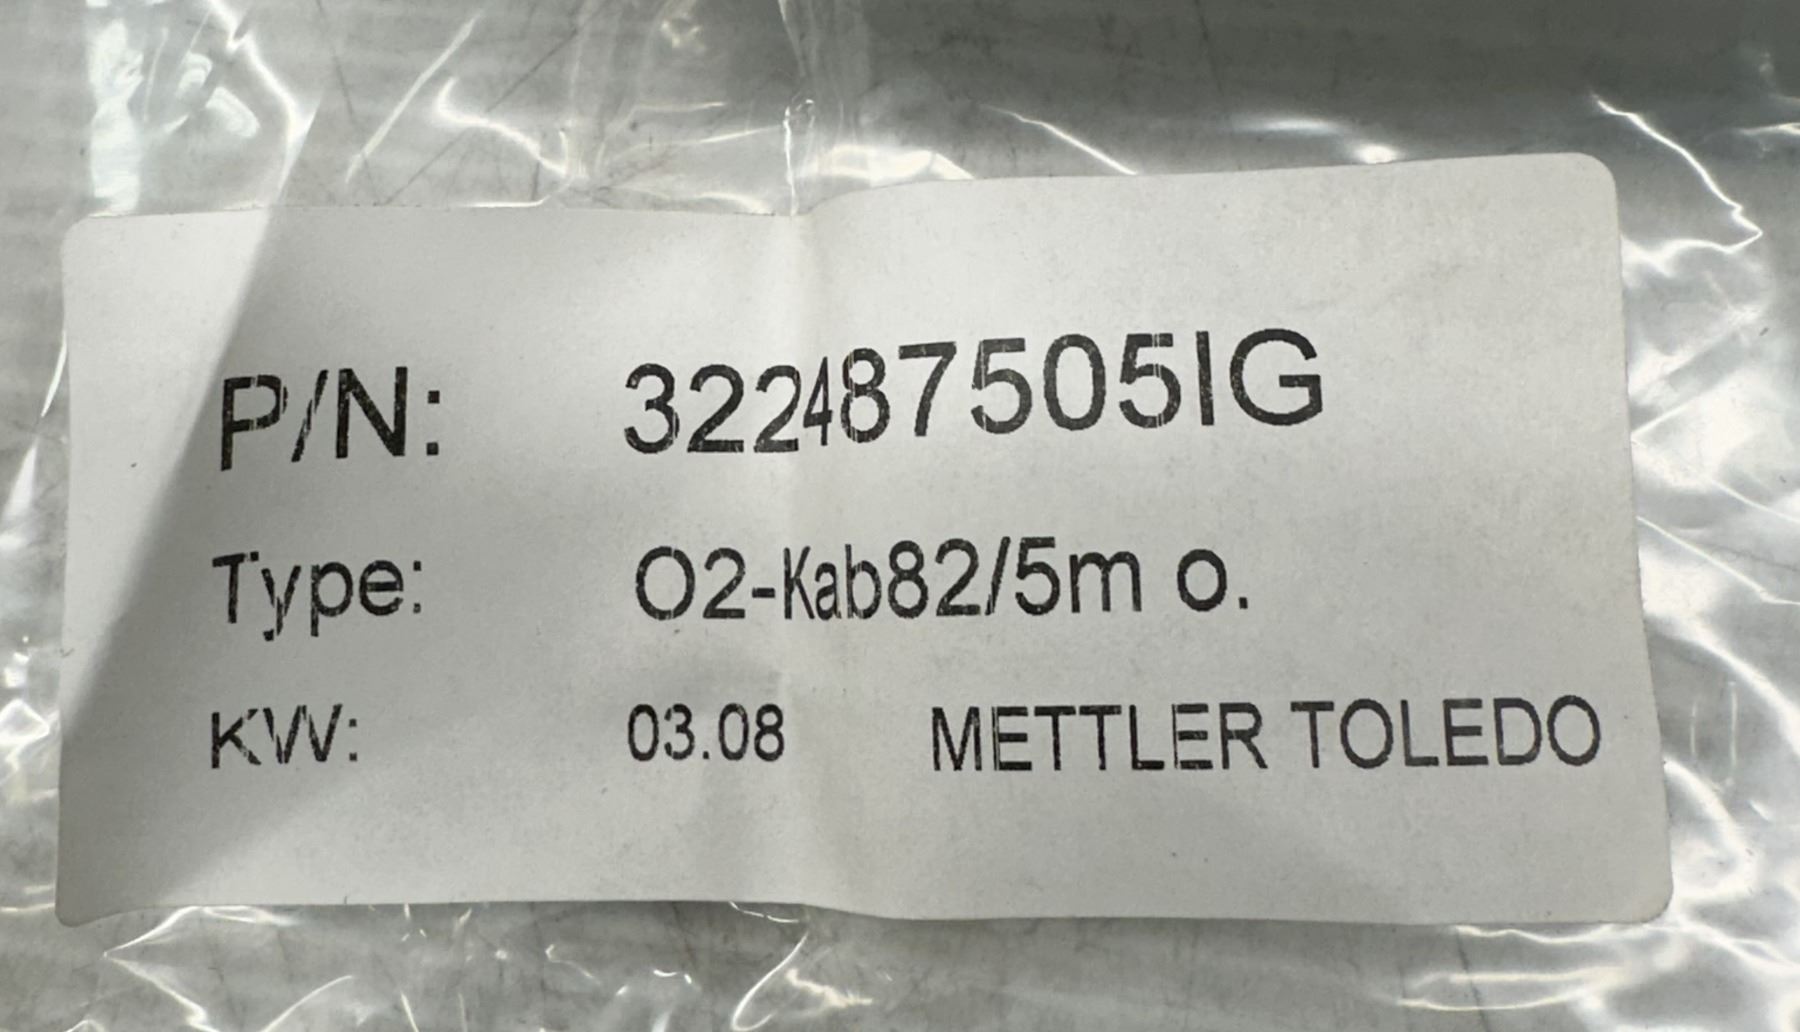 P/N: 322487505IG
Type: O2-Kab82/5m o.
KW: 03.08 METTLER TOLEDO